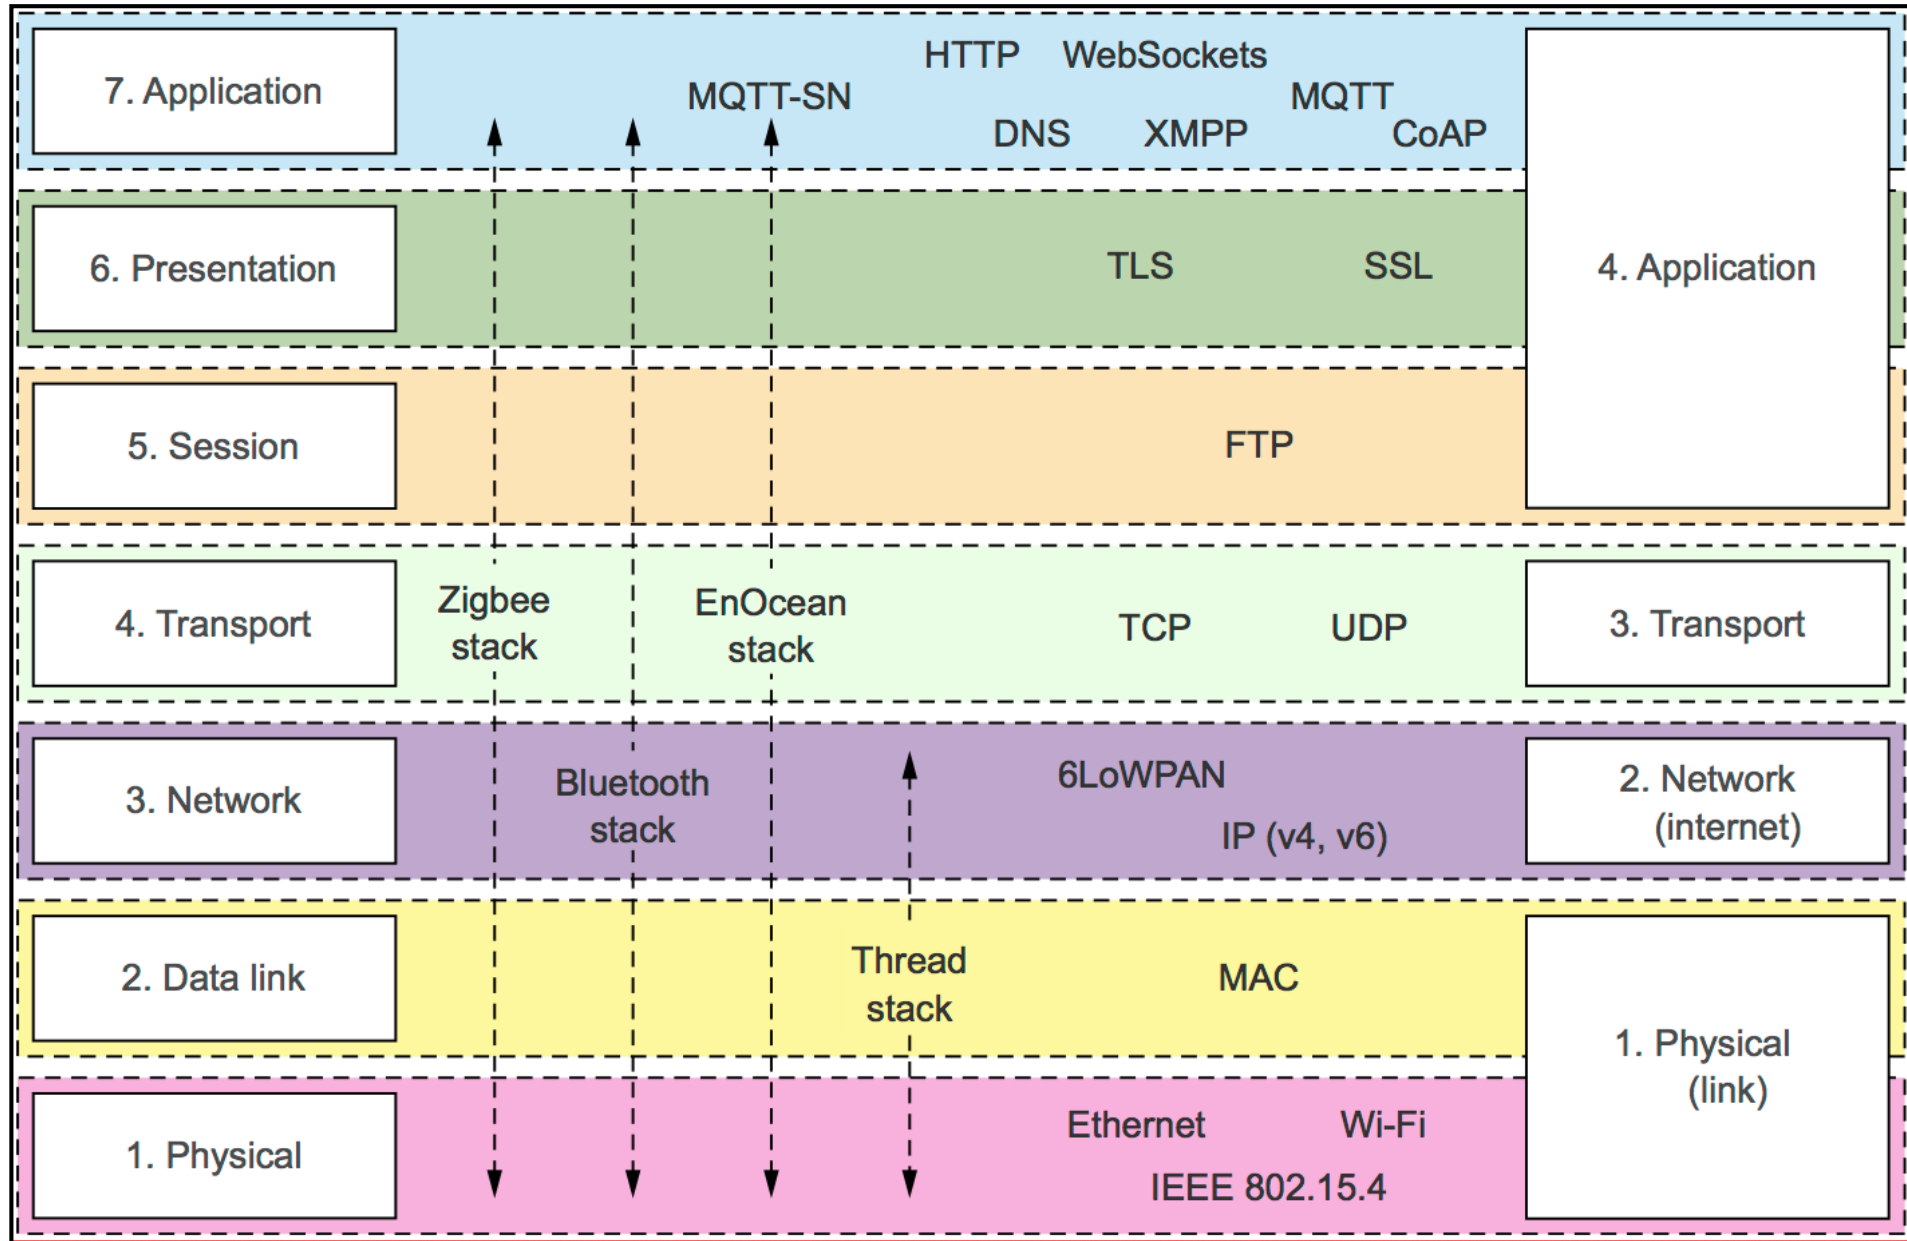 7. Application
HTTP
WebSockets
MQTT-SN
MQTT
DNS
XMPP
CoAP
6. Presentation
TLS
SSL
4. Application
5. Session
FTP
4. Transport
Zigbee
stack
EnOcean
stack
TCP
UDP
3. Transport
3. Network
Bluetooth
stack
6LoWPAN
IP (v4, v6)
2. Network
(internet)
2. Data link
Thread
stack
MAC
1. Physical
(link)
1. Physical
Ethernet
Wi-Fi
IEEE 802.15.4